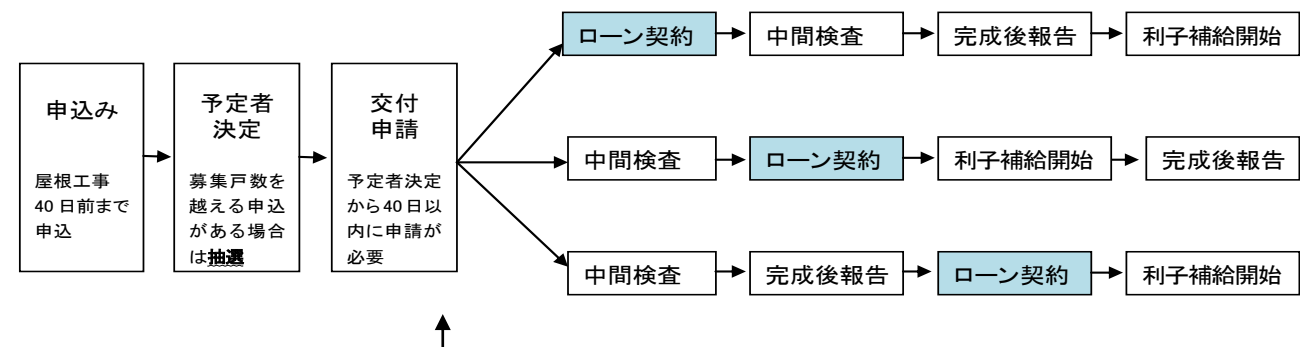 申込み
屋根工事
40日前まで
申込
予定者
決定
募集戸数を
越える申込
がある場合
は抽選
交付
申請
予定者決定
から40日以
内に申請が
必要
ローン契約
中間検査
完成後報告
利子補給開始
中間検査
ローン契約
利子補給開始
完成後報告
中間検査
完成後報告
ローン契約
利子補給開始